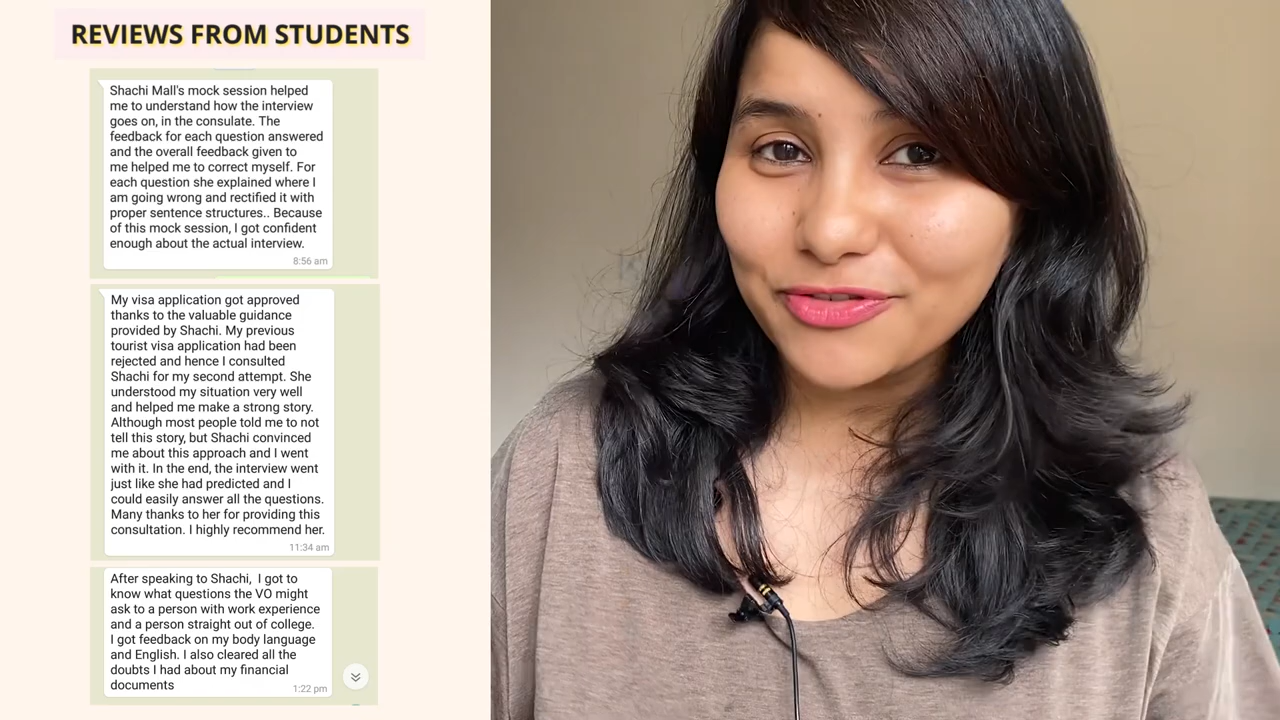 REVIEWS FROM STUDENTS
Shachi Mall's mock session helped
me to understand how the interview
goes on, in the consulate. The
feedback for each question answered
and the overall feedback given to
me helped me to correct myself. For
each question she explained where I
am going wrong and rectified it with
proper sentence structures.. Because
of this mock session, I got confident
enough about the actual interview.
8:56 am
My visa application got approved
thanks to the valuable guidance
provided by Shachi. My previous
tourist visa application had been
rejected and hence I consulted
Shachi for my second attempt. She
understood my situation very well
and helped me make a strong story.
Although most people told me to not
tell this story, but Shachi convinced
me about this approach and I went
with it. In the end, the interview went
just like she had predicted and I
could easily answer all the questions.
Many thanks to her for providing this
consultation. I highly recommend her.
11:34 am
After speaking to Shachi,  I got to
know what questions the VO might
ask to a person with work experience
and a person straight out of college.
I got feedback on my body language
and English. I also cleared all the
doubts I had about my financial
documents
1:22 pm